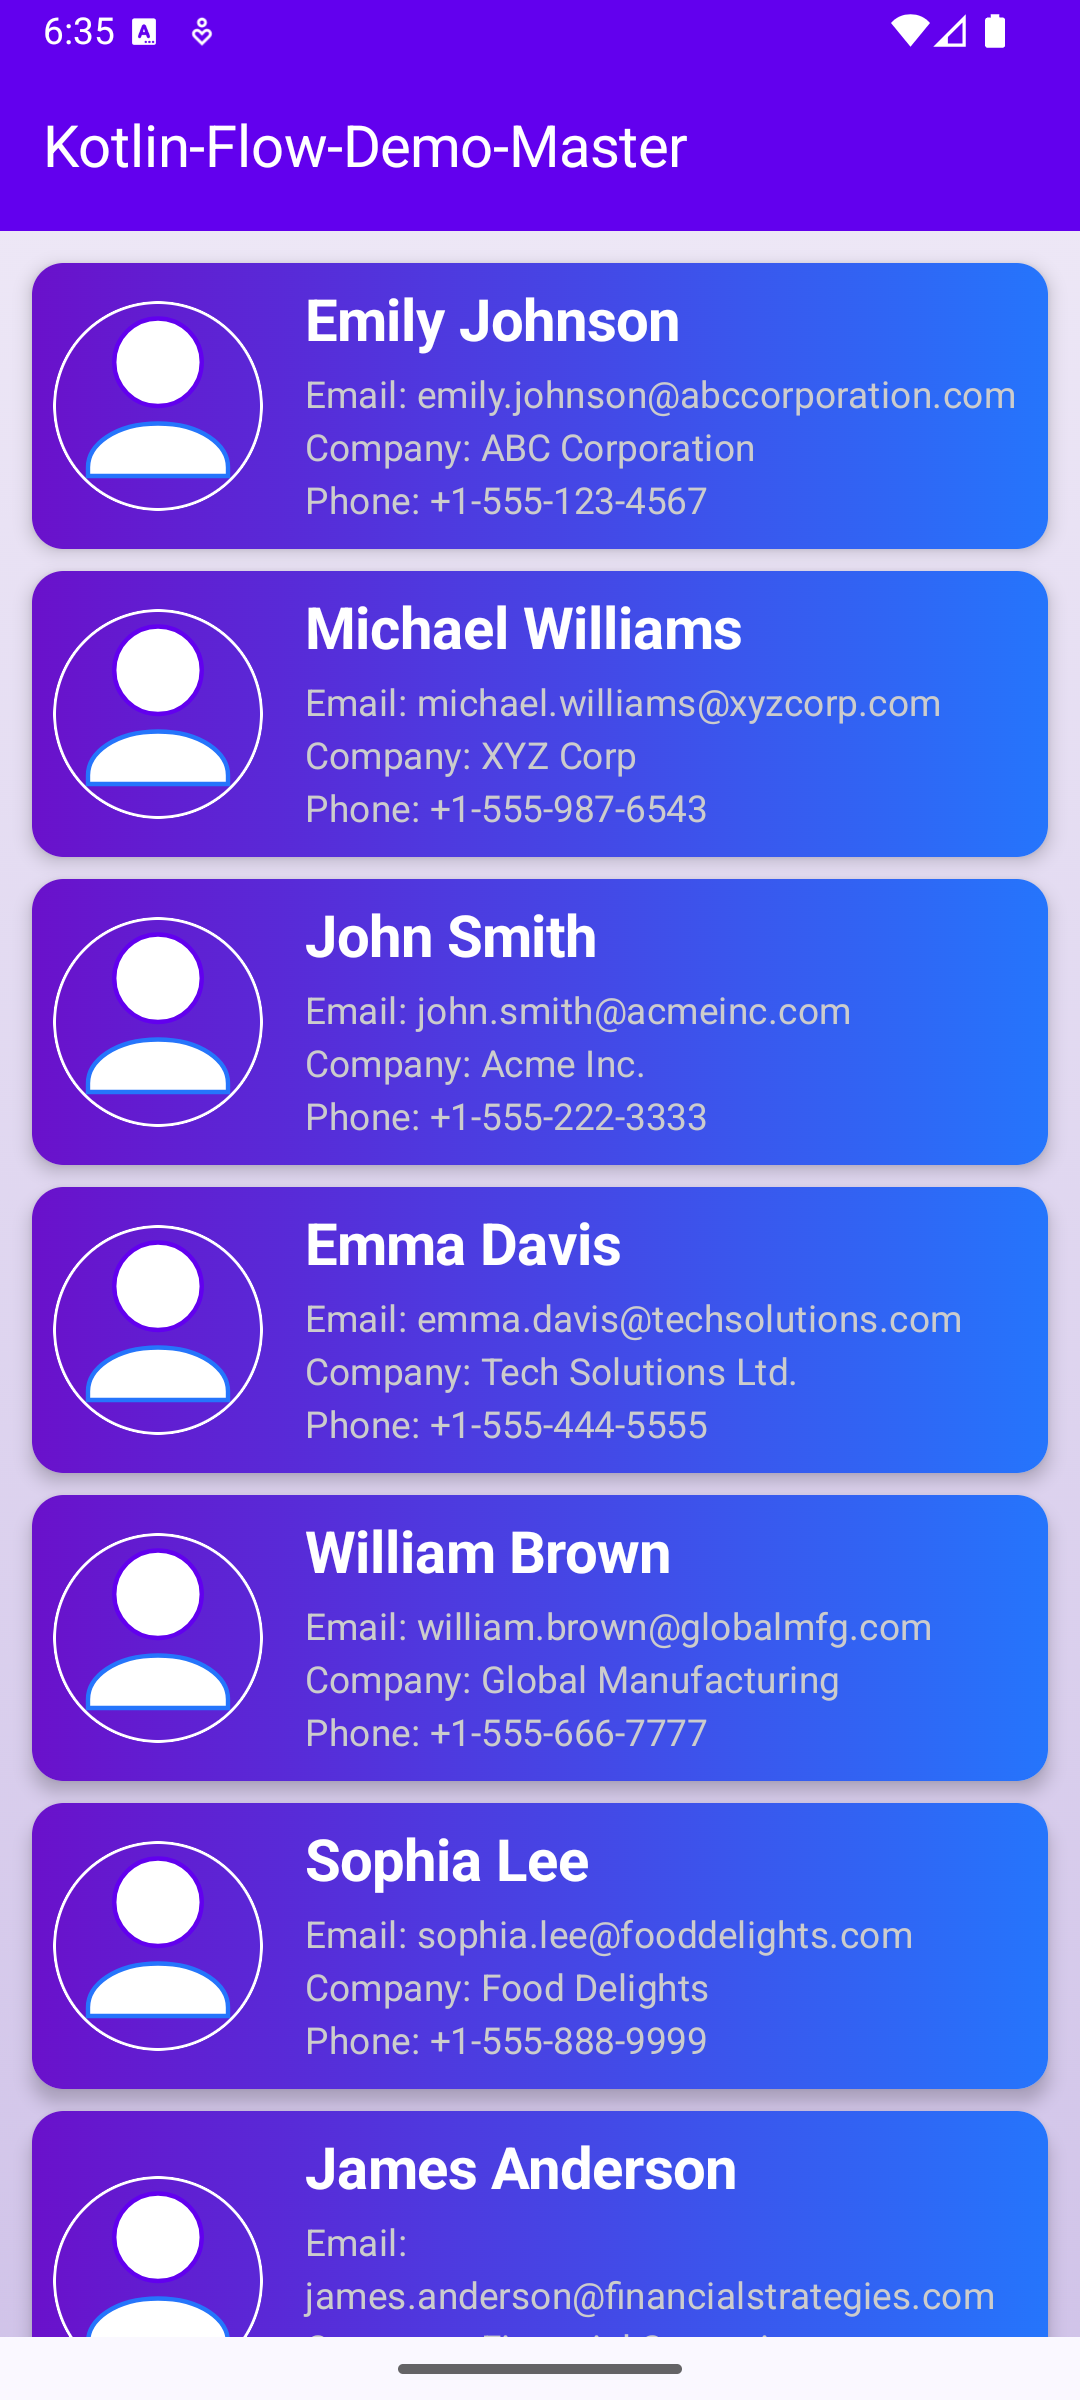 6:35
Kotlin-Flow-Demo-Master
Emily Johnson
Email: emily.johnson@abccorporation.com
Company: ABC Corporation
Phone: +1-555-123-4567
Michael Williams
Email: michael.williams@xyzcorp.com
Company: XYZ Corp
Phone: +1-555-987-6543
John Smith
Email: john.smith@acmeinc.com
Company: Acme Inc.
Phone: +1-555-222-3333
Emma Davis
Email: emma.davis@techsolutions.com
Company: Tech Solutions Ltd.
Phone: +1-555-444-5555
William Brown
Email: william.brown@globalmfg.com
Company: Global Manufacturing
Phone: +1-555-666-7777
Sophia Lee
Email: sophia.lee@fooddelights.com
Company: Food Delights
Phone: +1-555-888-9999
James Anderson
Email:
james.anderson@financialstrategies.com